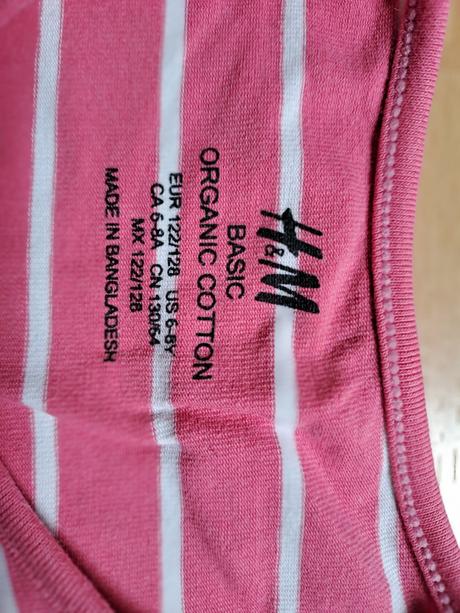 H&M
BASIC
ORGANIC COTTON
EUR 122/128 US 6-8Y
CA 6-8A CN 130/64
MX 122/128
MADE IN BANGLADESH